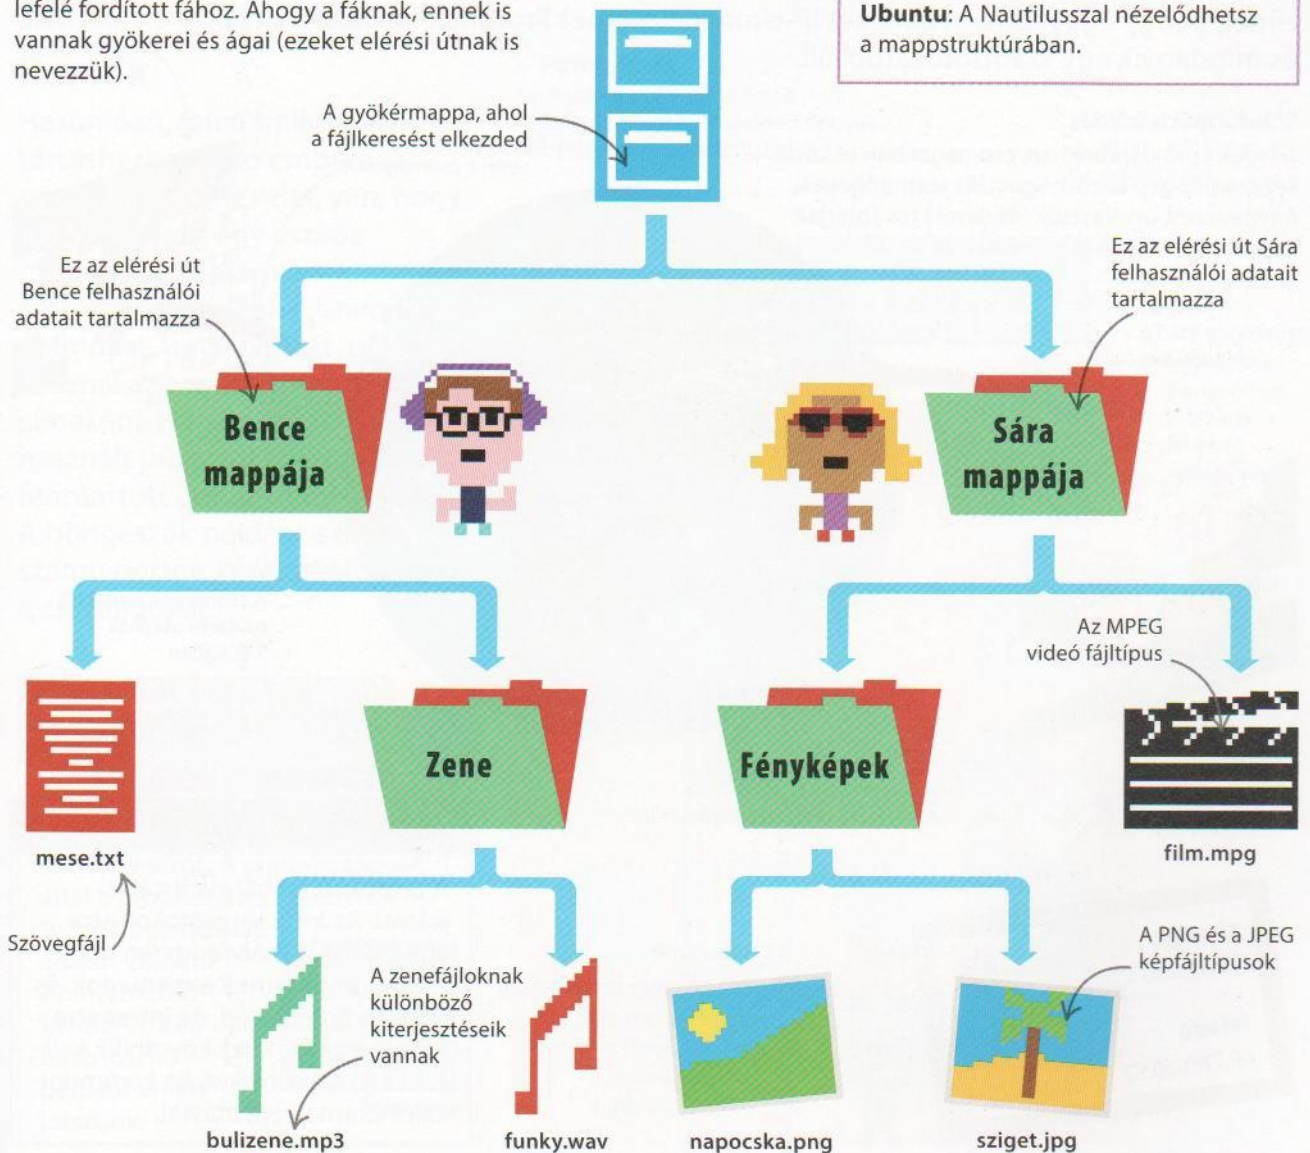 lefelé fordított fához. Ahogy a fáknak, ennek is
vannak gyökerei és ágai (ezeket elérési útnak is
nevezzük).
Ubuntu: A Nautilusszal nézelődhetsz
a mappstruktúrában.
A gyökérmappa, ahol
a fájlkeresést elkezded
Ez az elérési út
Bence felhasználói
adatait tartalmazza
Ez az elérési út Sára
felhasználói adatait
tartalmazza
Bence
mappája
Sára
mappája
Az MPEG
videó fájltípus
Zene
Fényképek
mese.txt
film.mpg
Szövegfájl
A zenefájloknak
különböző
kiterjesztéseik
vannak
A PNG és a JPEG
képfájltípusok
bulizene.mp3
funky.wav
napocska.png
sziget.jpg